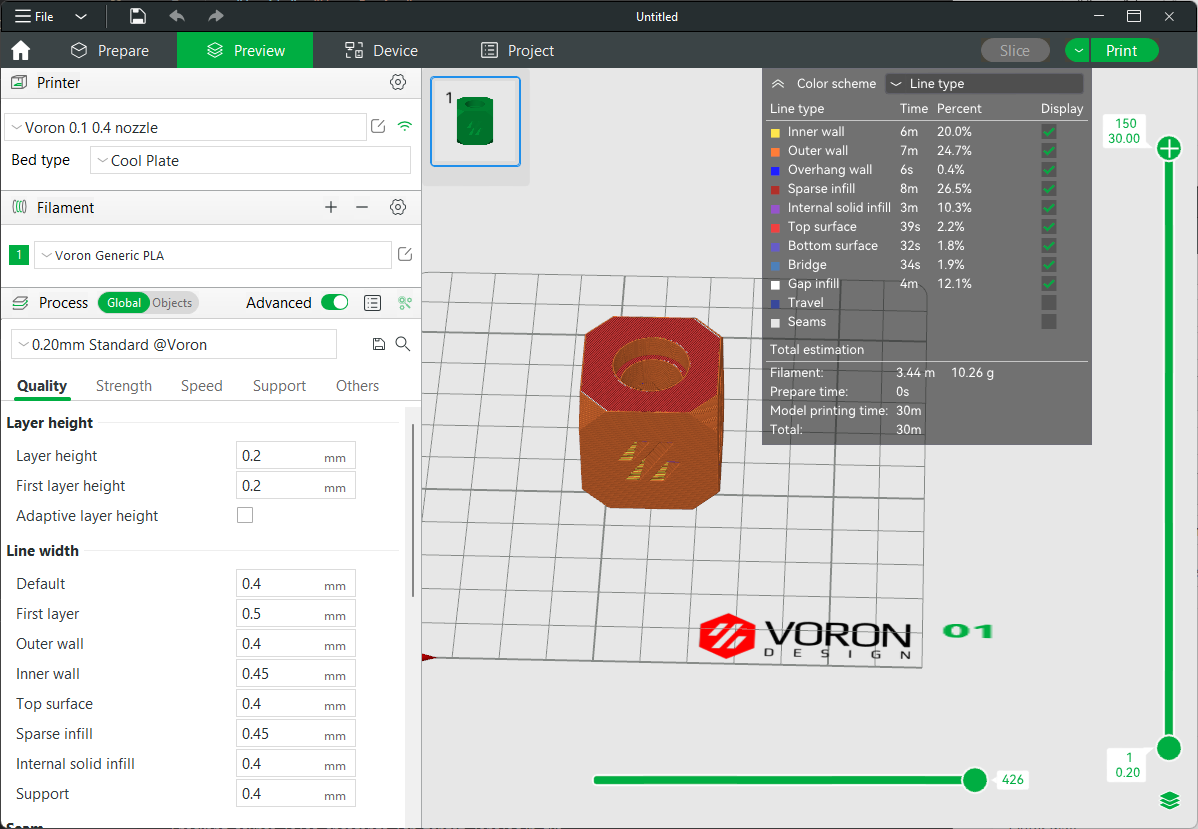 File
Untitled
Prepare
Preview
Device
Project
Slice
Print
Printer
Voron 0.1 0.4 nozzle
Bed type
Cool Plate
Filament
1
Voron Generic PLA
Process
Global
Objects
Advanced
0.20mm Standard @Voron
Quality
Strength
Speed
Support
Others
Layer height
Layer height 0.2 mm
First layer height 0.2 mm
Adaptive layer height
Line width
Default 0.4 mm
First layer 0.5 mm
Outer wall 0.4 mm
Inner wall 0.45 mm
Top surface 0.4 mm
Sparse infill 0.45 mm
Internal solid infill 0.4 mm
Support 0.4 mm
1
Color scheme Line type
Line type Time Percent Display
Inner wall 6m 20.0%
Outer wall 7m 24.7%
Overhang wall 6s 0.4%
Sparse infill 8m 26.5%
Internal solid infill 3m 10.3%
Top surface 39s 2.2%
Bottom surface 32s 1.8%
Bridge 34s 1.9%
Gap infill 4m 12.1%
Travel
Seams
Total estimation
Filament: 3.44 m 10.26 g
Prepare time: 0s
Model printing time: 30m
Total: 30m
150
30.00
VORON
DESIGN
01
1
0.20
426